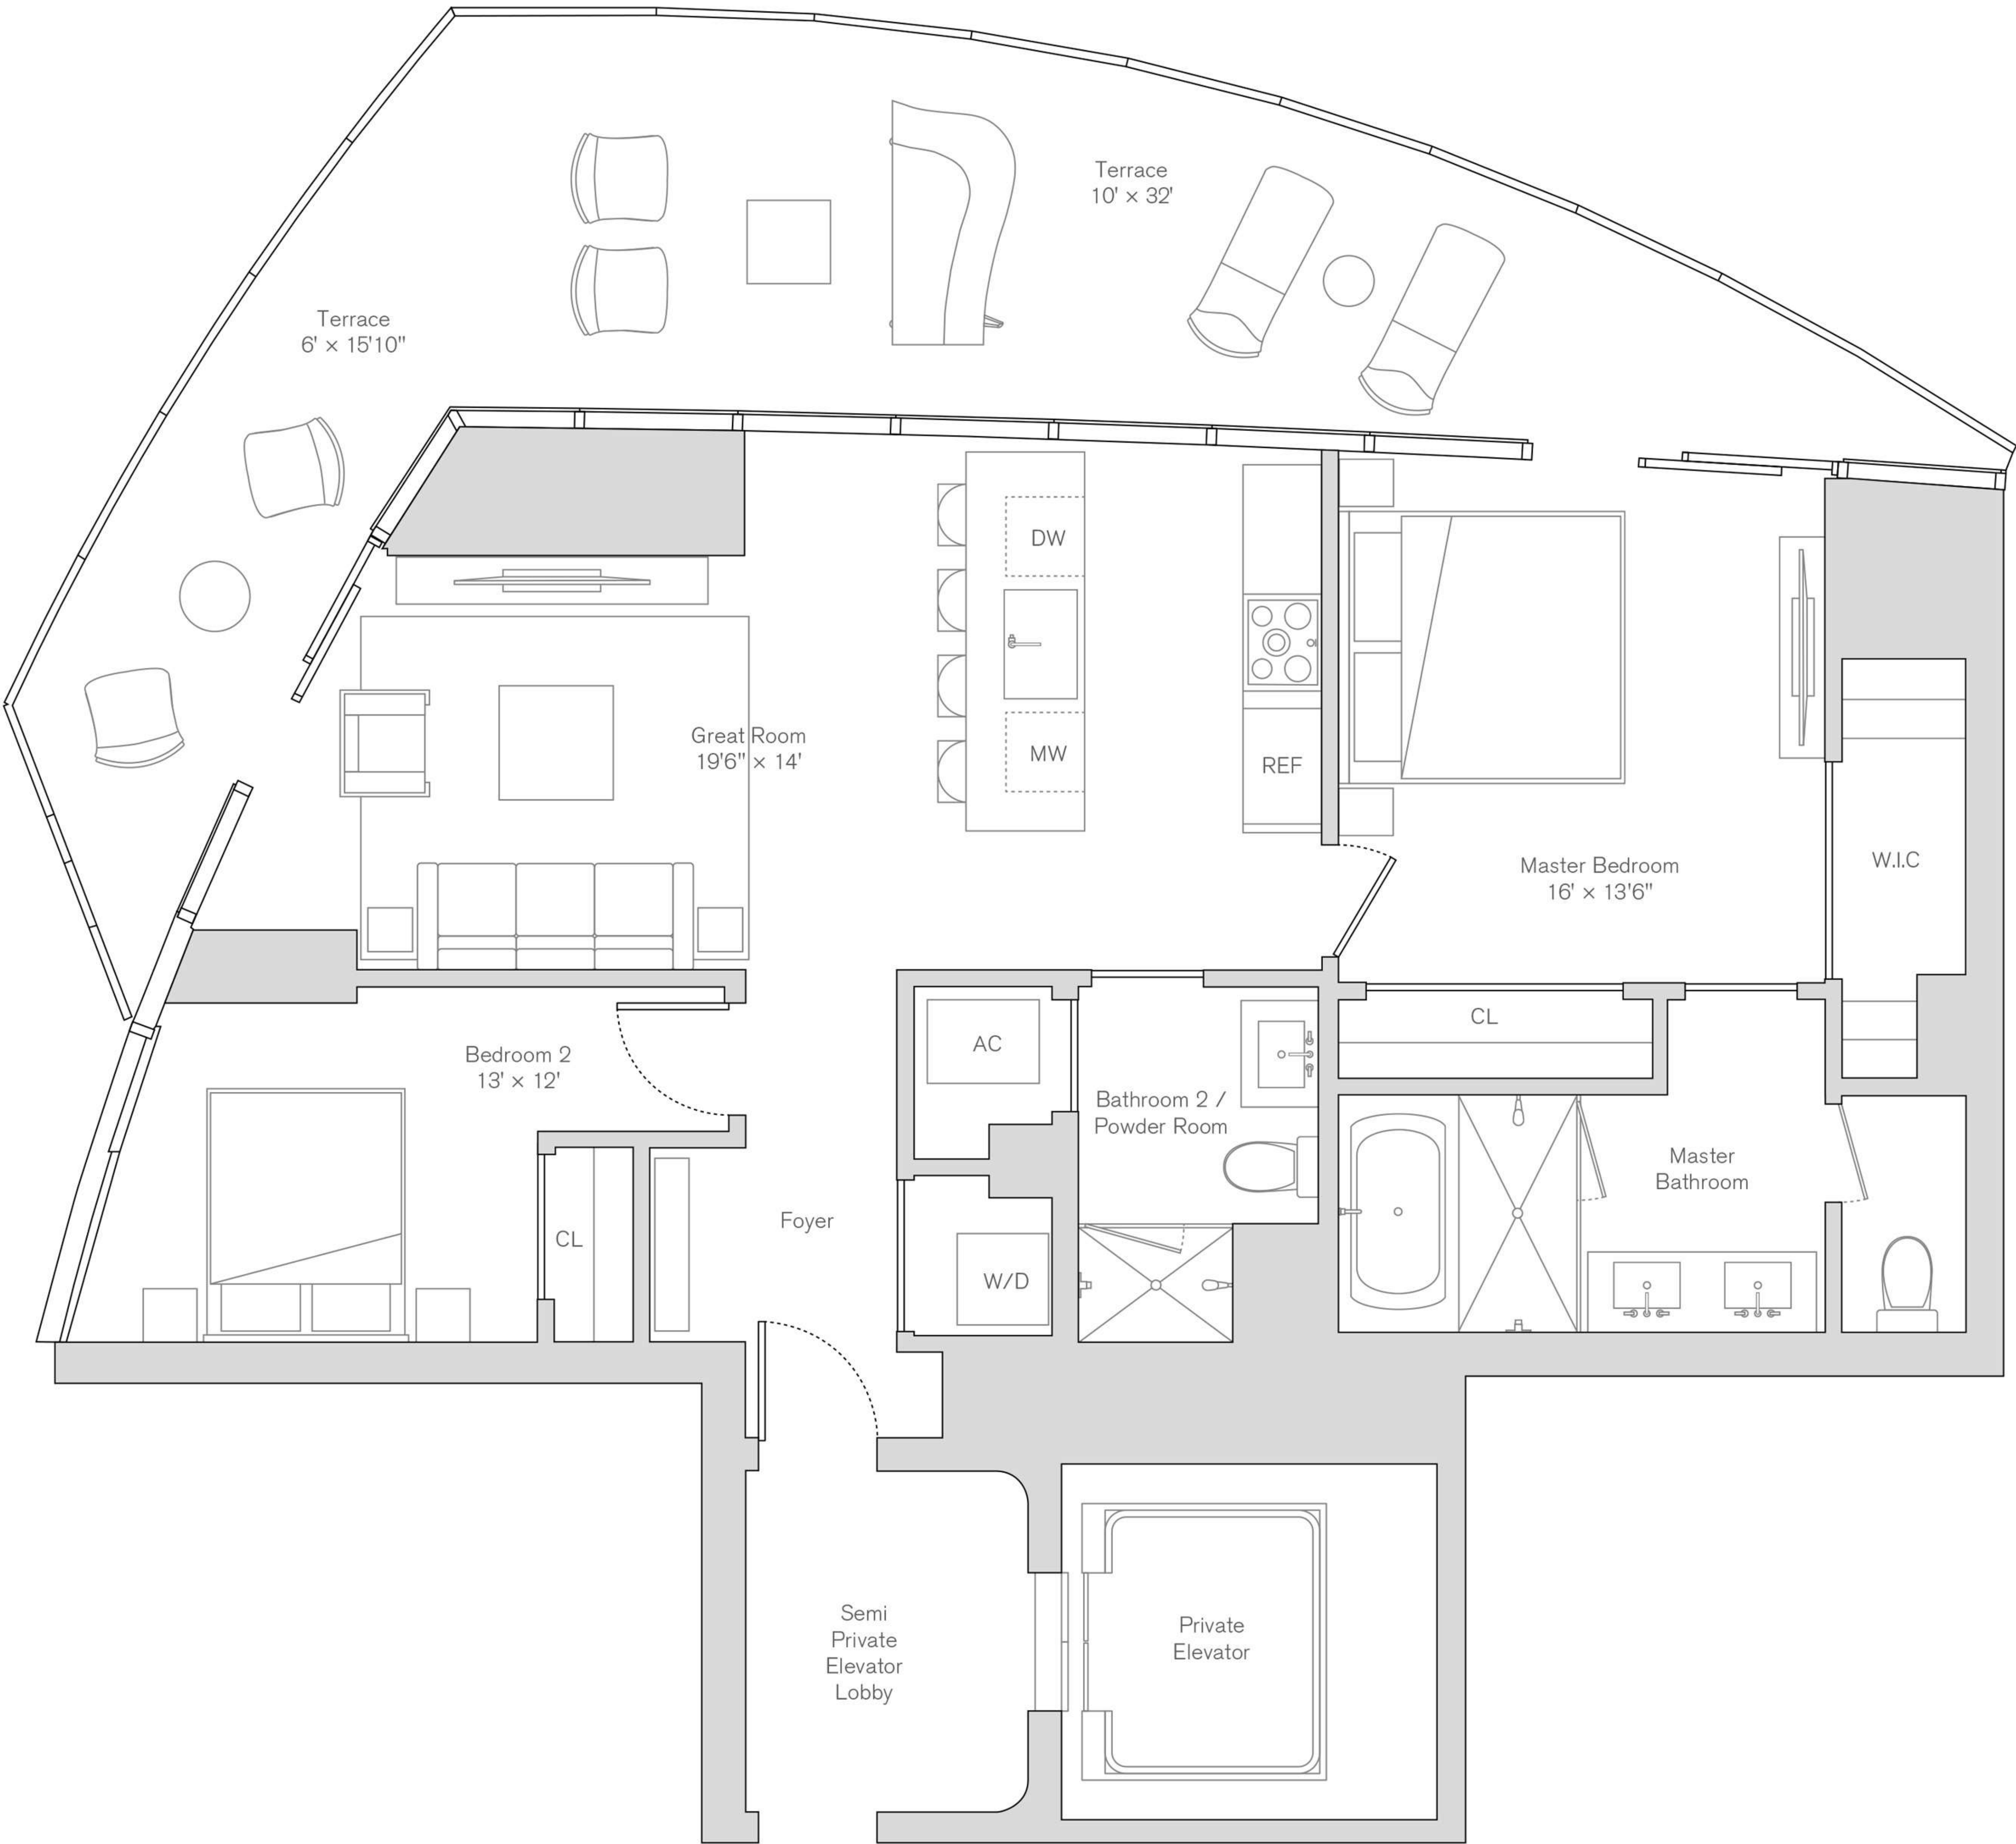 Terrace
10' × 32'
Terrace
6' × 15'10"
DW
Great Room
19'6" × 14'
MW
REF
Master Bedroom
16' × 13'6"
W.I.C
CL
AC
Bedroom 2
13' × 12'
Bathroom 2 /
Powder Room
Master
Bathroom
Foyer
CL
W/D
Semi
Private
Elevator
Lobby
Private
Elevator